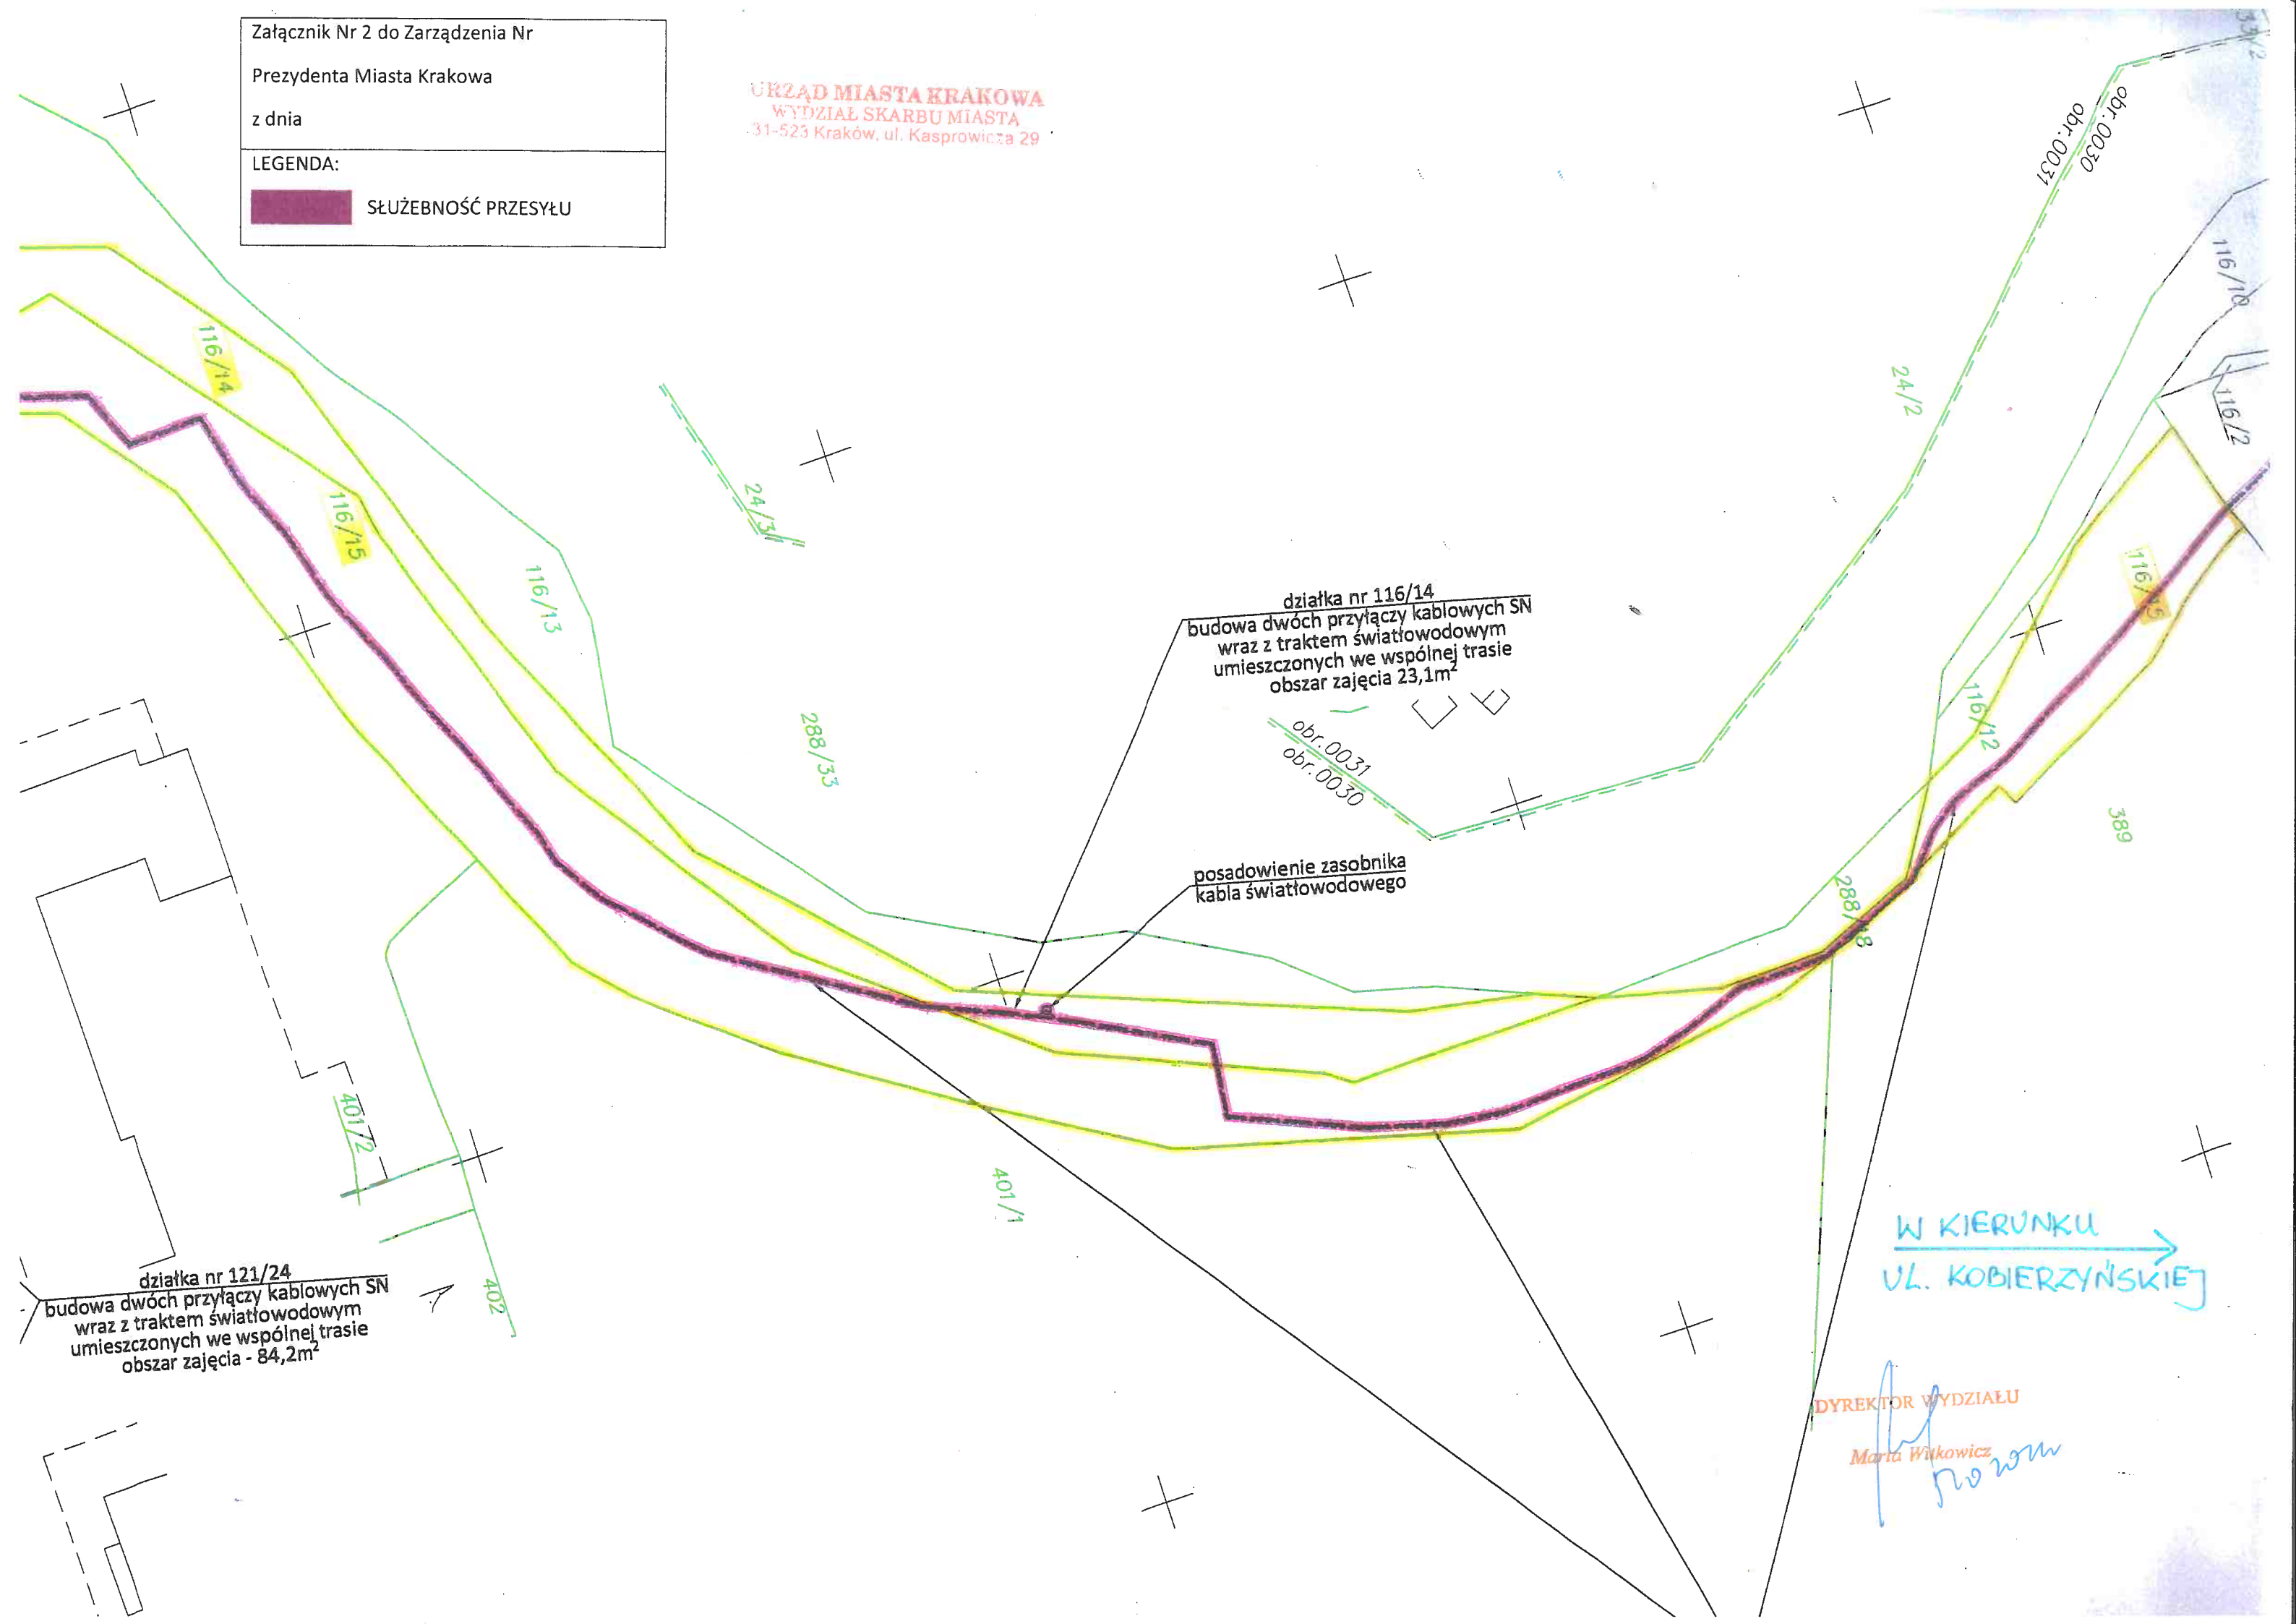 Załącznik Nr 2 do Zarządzenia Nr
Prezydenta Miasta Krakowa
z dnia
LEGENDA:
SŁUŻEBNOŚĆ PRZESYŁU
URZĄD MIASTA KRAKOWA
WYDZIAŁ SKARBU MIASTA
31-523 Kraków, ul. Kasprowicza 29
obr.0031
obr.0030
116/10
116/2
24/2
116/14
116/15
24/3
116/13
288/33
działka nr 116/14
budowa dwóch przyłączy kablowych SN
wraz z traktem światłowodowym
umieszczonych we wspólnej trasie
obszar zajęcia 23,1m²
obr.0031
obr.0030
116/15
116/12
389
posadowienie zasobnika
kabla światłowodowego
401/2
401/1
402
działka nr 121/24
budowa dwóch przyłączy kablowych SN
wraz z traktem światłowodowym
umieszczonych we wspólnej trasie
obszar zajęcia - 84,2m²
W KIERUNKU
UL. KOBIERZYŃSKIEJ
DYREKTOR WYDZIAŁU
Marta Witkowicz